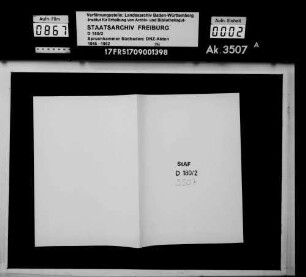 Aufn. Film
0867
Verfilmungsstelle: Landesarchiv Baden-Württemberg
Institut für Erhaltung von Archiv- und Bibliotheksgut
STAATSARCHIV FREIBURG
D 180/2
Spruchkammer Südbaden: DNZ-Akten
1945 - 1952
17FR51709001398
Aufn. Einheit
0002
Ak. 3507 A
StAF
D 180/2
3507